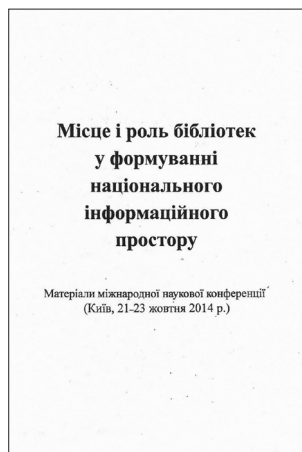 Місце і роль бібліотек
у формуванні
національного
інформаційного
простору
Матеріали міжнародної наукової конференції
(Київ, 21-23 жовтня 2014 р.)